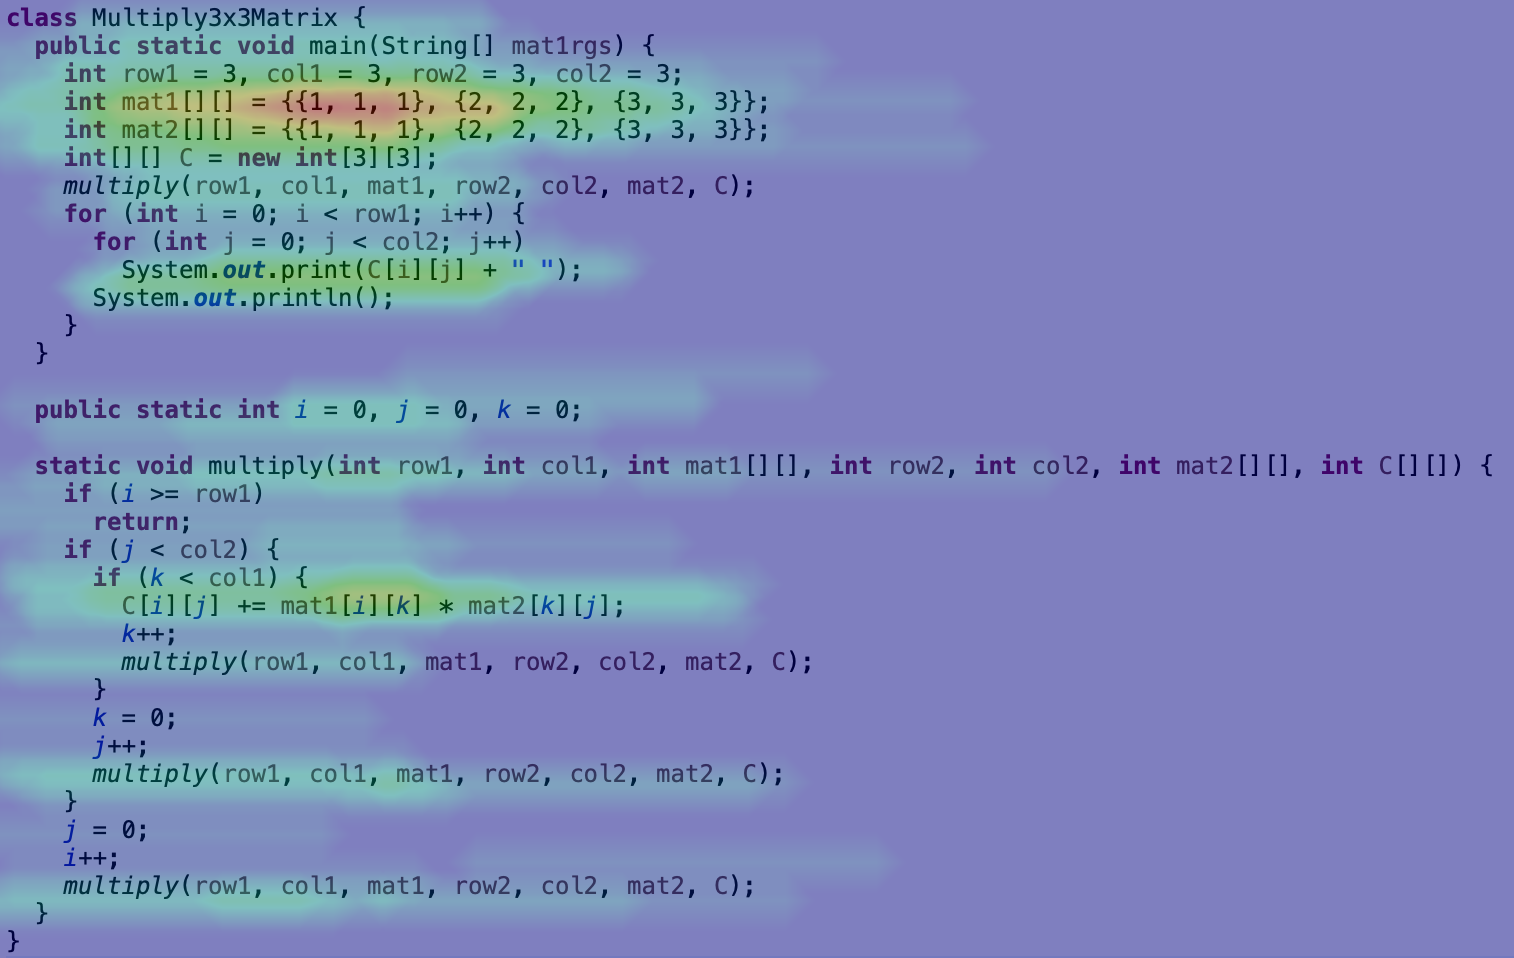 class Multiply3x3Matrix {
  public static void main(String[] mat1rgs) {
    int row1 = 3, col1 = 3, row2 = 3, col2 = 3;
    int mat1[][] = {{1, 1, 1}, {2, 2, 2}, {3, 3, 3}};
    int mat2[][] = {{1, 1, 1}, {2, 2, 2}, {3, 3, 3}};
    int[][] C = new int[3][3];
    multiply(row1, col1, mat1, row2, col2, mat2, C);
    for (int i = 0; i < row1; i++) {
      for (int j = 0; j < col2; j++)
        System.out.print(C[i][j] + " ");
      System.out.println();
    }
  }

  public static int i = 0, j = 0, k = 0;

  static void multiply(int row1, int col1, int mat1[][], int row2, int col2, int mat2[][], int C[][]) {
    if (i >= row1)
      return;
    if (j < col2) {
      if (k < col1) {
        C[i][j] += mat1[i][k] * mat2[k][j];
        k++;
        multiply(row1, col1, mat1, row2, col2, mat2, C);
      }
      k = 0;
      j++;
      multiply(row1, col1, mat1, row2, col2, mat2, C);
    }
    j = 0;
    i++;
    multiply(row1, col1, mat1, row2, col2, mat2, C);
  }
}